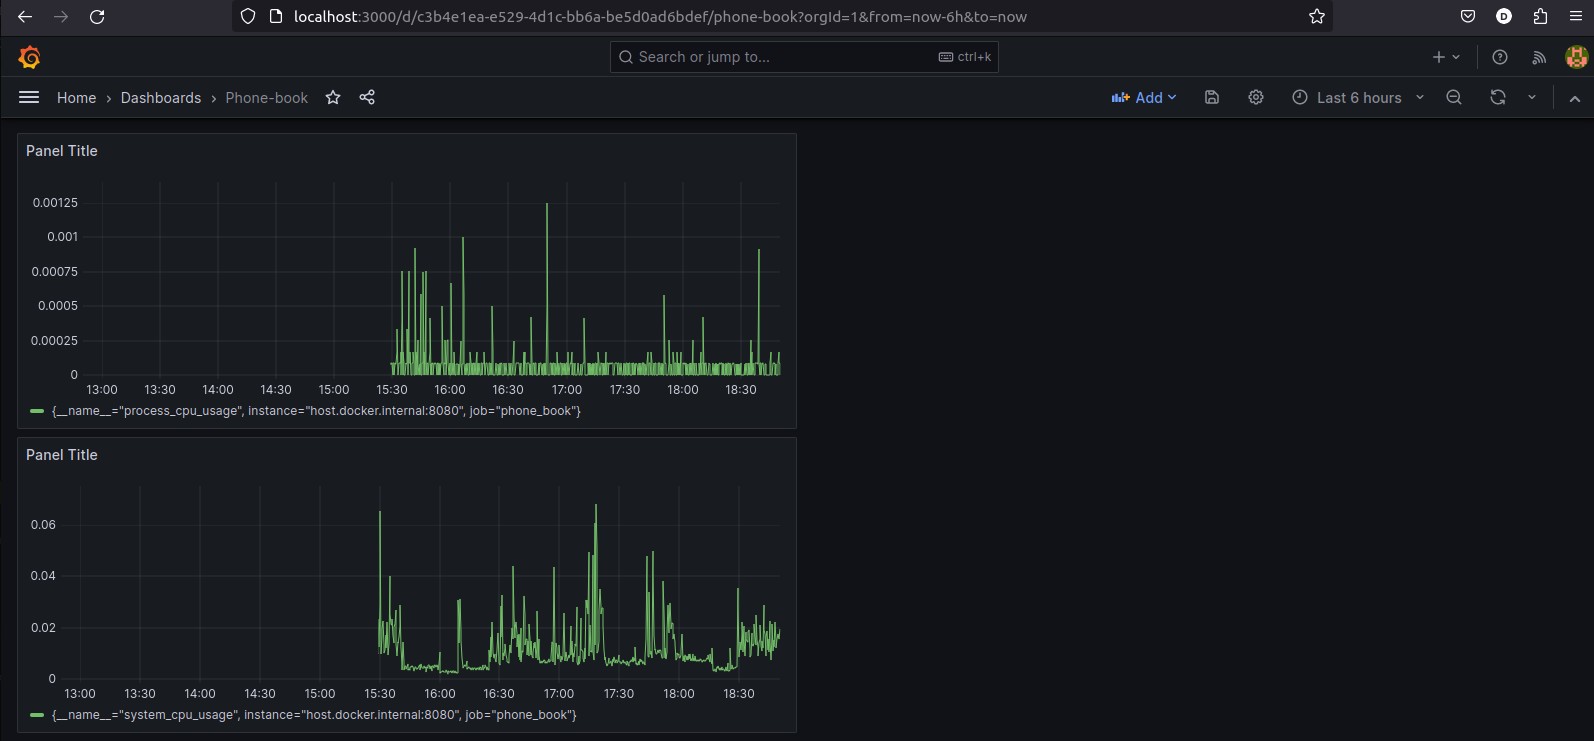 localhost:3000/d/c3b4e1ea-e529-4d1c-bb6a-be5d0ad6bdef/phone-book?orgId=1&from=now-6h&to=now
D
Search or jump to... ctrl+k
Home › Dashboards › Phone-book
Add
Last 6 hours
Panel Title
0.00125
0.001
0.00075
0.0005
0.00025
0
13:00 13:30 14:00 14:30 15:00 15:30 16:00 16:30 17:00 17:30 18:00 18:30
{__name__="process_cpu_usage", instance="host.docker.internal:8080", job="phone_book"}
Panel Title
0.06
0.04
0.02
0
13:00 13:30 14:00 14:30 15:00 15:30 16:00 16:30 17:00 17:30 18:00 18:30
{__name__="system_cpu_usage", instance="host.docker.internal:8080", job="phone_book"}